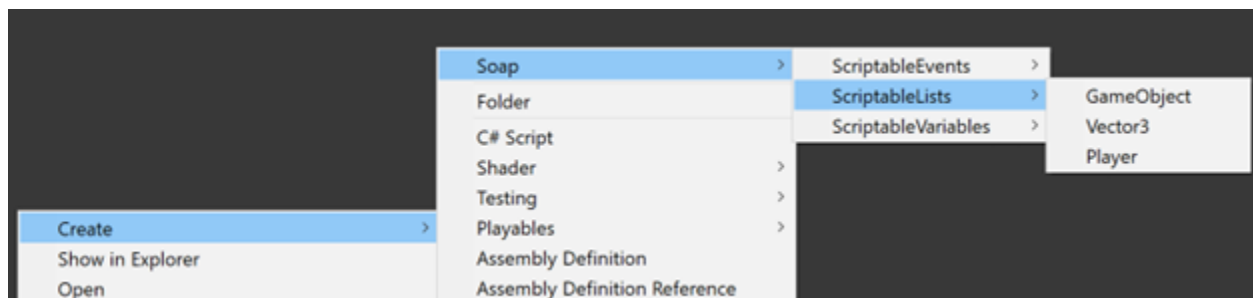 Soap
Folder
C# Script
Shader
Testing
Playables
Assembly Definition
Assembly Definition Reference
ScriptableEvents
ScriptableLists
ScriptableVariables
GameObject
Vector3
Player
Create
Show in Explorer
Open